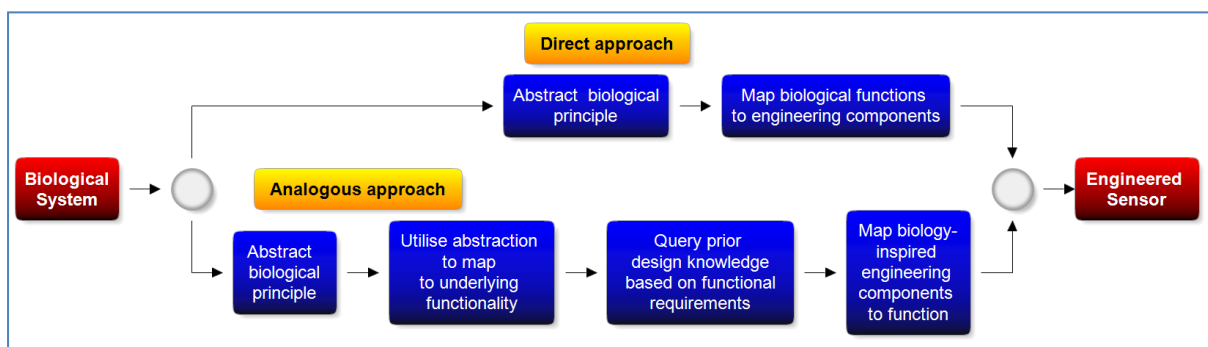 Direct approach
Abstract biological
principle
Map biological functions
to engineering components
Biological
System
Analogous approach
Engineered
Sensor
Abstract
biological
principle
Utilise abstraction
to map
to underlying
functionality
Query prior
design knowledge
based on functional
requirements
Map biology-
inspired
engineering
components
to function